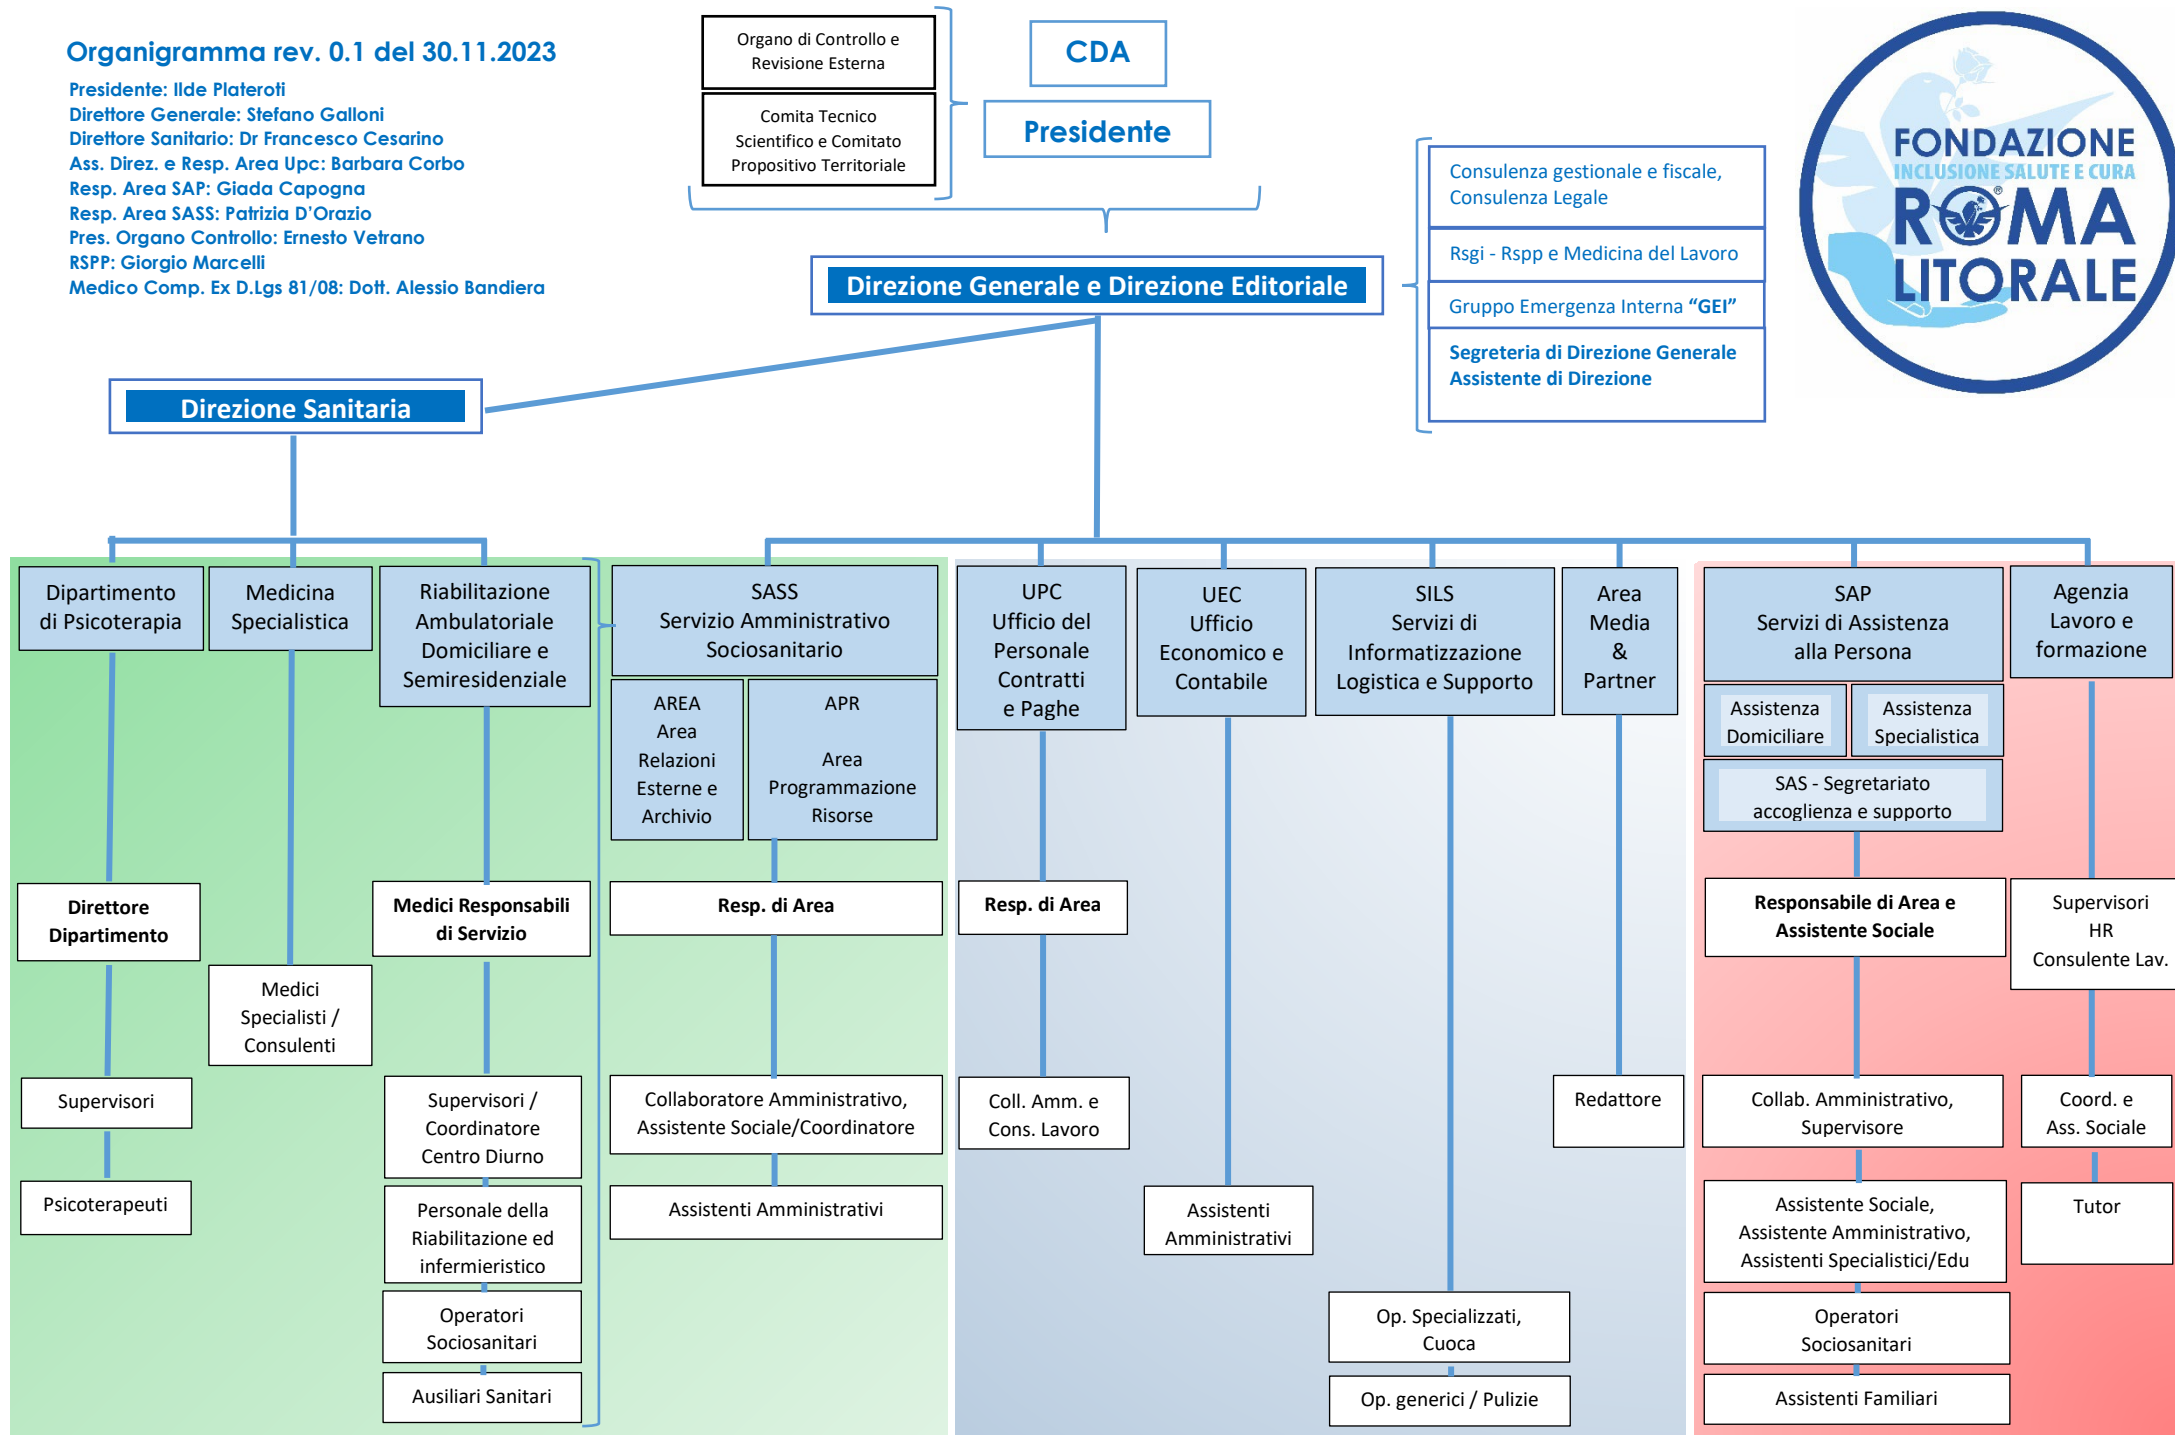 Organigramma rev. 0.1 del 30.11.2023
Presidente: Ilde Plateroti
Direttore Generale: Stefano Galloni
Direttore Sanitario: Dr Francesco Cesarino
Ass. Direz. e Resp. Area Upc: Barbara Corbo
Resp. Area SAP: Giada Capogna
Resp. Area SASS: Patrizia D'Orazio
Pres. Organo Controllo: Ernesto Vetrano
RSPP: Giorgio Marcelli
Medico Comp. Ex D.Lgs 81/08: Dott. Alessio Bandiera
Organo di Controllo e
Revisione Esterna
Comita Tecnico
Scientifico e Comitato
Propositivo Territoriale
CDA
Presidente
Consulenza gestionale e fiscale,
Consulenza Legale
Rsgi - Rspp e Medicina del Lavoro
Gruppo Emergenza Interna “GEI”
Segreteria di Direzione Generale
Assistente di Direzione
FONDAZIONE
INCLUSIONE SALUTE E CURA
ROMA®
LITORALE
Direzione Generale e Direzione Editoriale
Direzione Sanitaria
Dipartimento
di Psicoterapia
Direttore
Dipartimento
Supervisori
Psicoterapeuti
Medicina
Specialistica
Medici
Specialisti /
Consulenti
Riabilitazione
Ambulatoriale
Domiciliare e
Semiresidenziale
Medici Responsabili
di Servizio
Supervisori /
Coordinatore
Centro Diurno
Personale della
Riabilitazione ed
infermieristico
Operatori
Sociosanitari
Ausiliari Sanitari
SASS
Servizio Amministrativo
Sociosanitario
AREA
Area
Relazioni
Esterne e
Archivio
APR
Area
Programmazione
Risorse
Resp. di Area
Collaboratore Amministrativo,
Assistente Sociale/Coordinatore
Assistenti Amministrativi
UPC
Ufficio del
Personale
Contratti
e Paghe
Resp. di Area
Coll. Amm. e
Cons. Lavoro
UEC
Ufficio
Economico e
Contabile
Assistenti
Amministrativi
SILS
Servizi di
Informatizzazione
Logistica e Supporto
Op. Specializzati,
Cuoca
Op. generici / Pulizie
Area
Media
&
Partner
Redattore
SAP
Servizi di Assistenza
alla Persona
Assistenza
Domiciliare
Assistenza
Specialistica
SAS - Segretariato
accoglienza e supporto
Responsabile di Area e
Assistente Sociale
Collab. Amministrativo,
Supervisore
Assistente Sociale,
Assistente Amministrativo,
Assistenti Specialistici/Edu
Operatori
Sociosanitari
Assistenti Familiari
Agenzia
Lavoro e
formazione
Supervisori
HR
Consulente Lav.
Coord. e
Ass. Sociale
Tutor